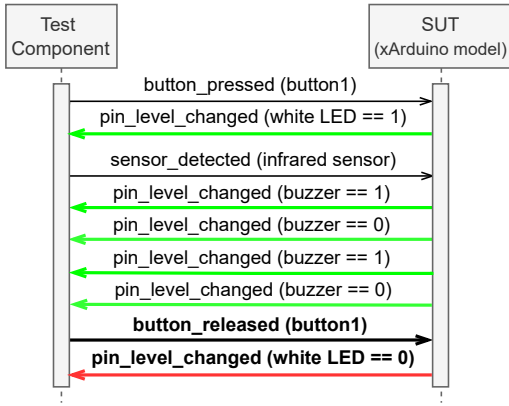 Test
Component
SUT
(xArduino model)
button_pressed (button1)
pin_level_changed (white LED == 1)
sensor_detected (infrared sensor)
pin_level_changed (buzzer == 1)
pin_level_changed (buzzer == 0)
pin_level_changed (buzzer == 1)
pin_level_changed (buzzer == 0)
button_released (button1)
pin_level_changed (white LED == 0)